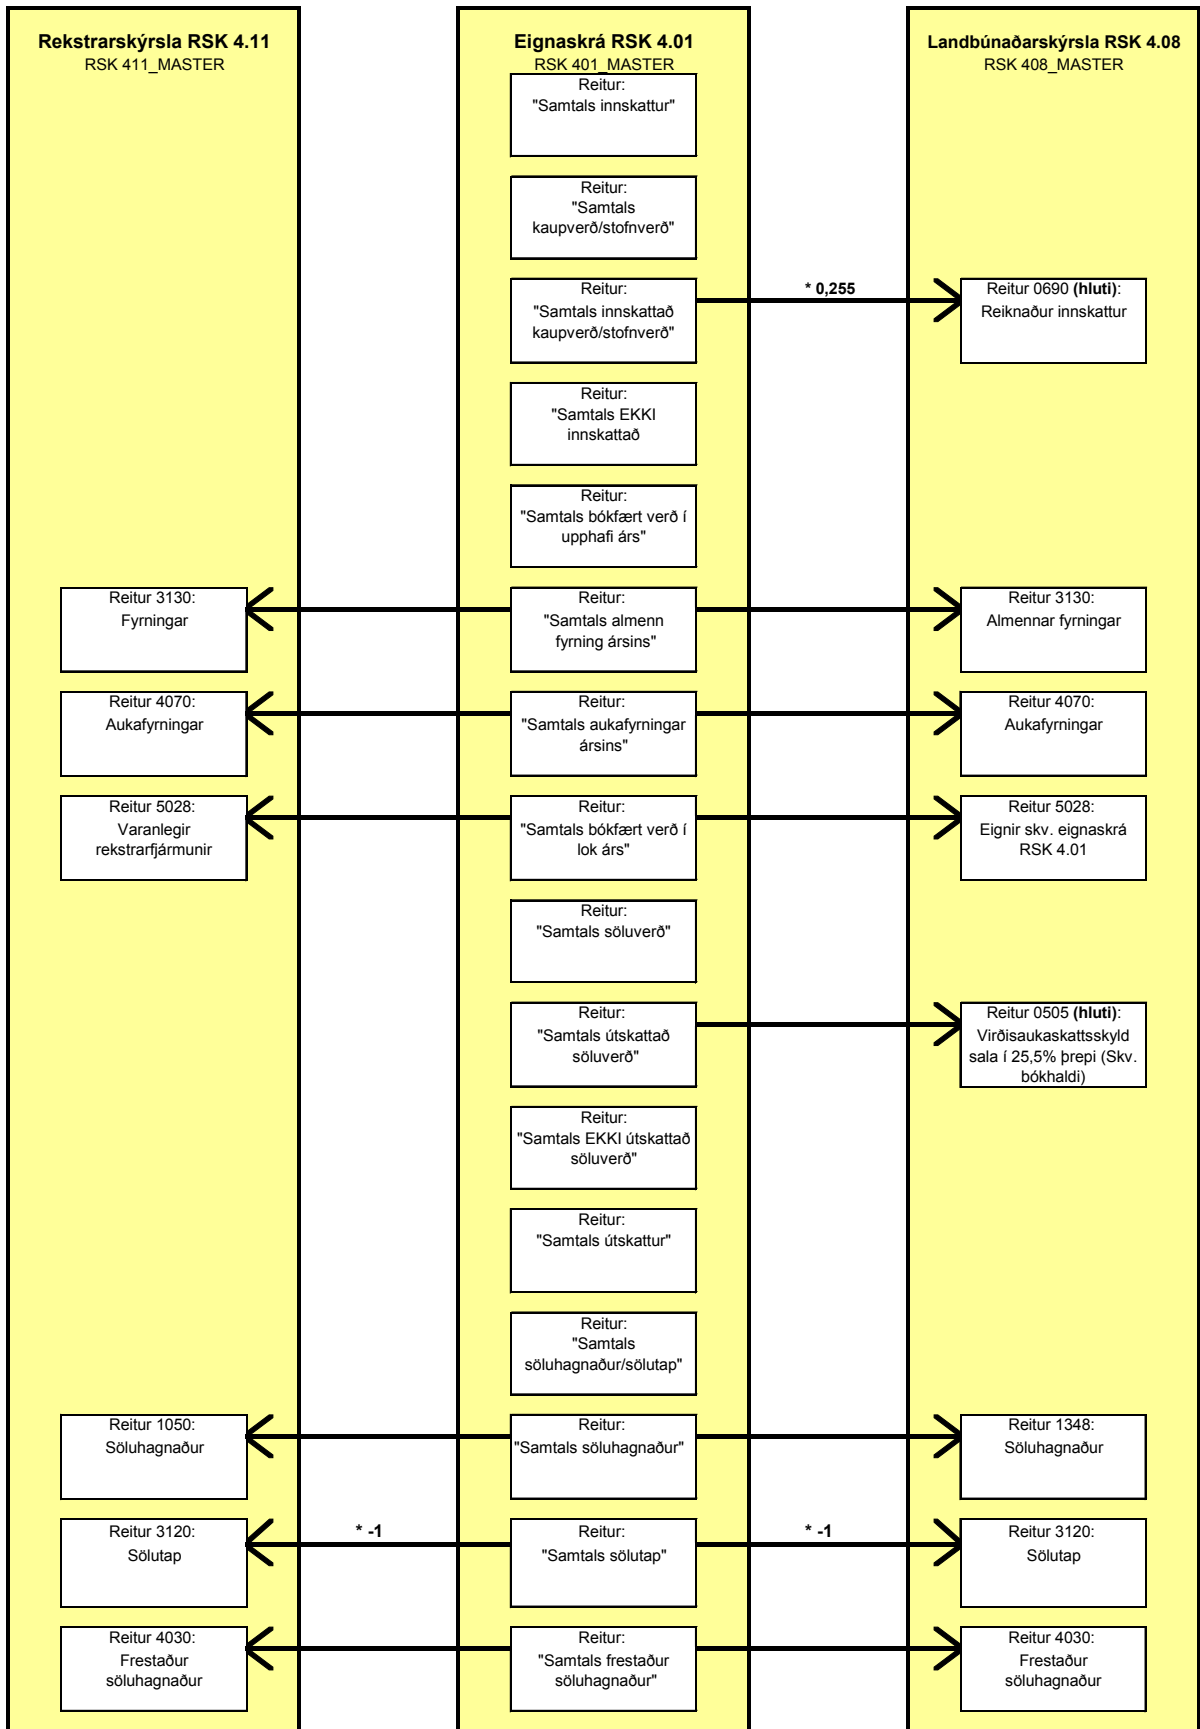 Rekstrarskýrsla RSK 4.11
RSK 411_MASTER
Eignaskrá RSK 4.01
RSK 401_MASTER
Landbúnaðarskýrsla RSK 4.08
RSK 408_MASTER
Reitur:
"Samtals innskattur"
Reitur:
"Samtals
kaupverð/stofnverð"
Reitur:
"Samtals innskattað
kaupverð/stofnverð"
* 0,255
Reitur 0690 (hluti):
Reiknaður innskattur
Reitur:
"Samtals EKKI
innskattað
Reitur:
"Samtals bókfært verð í
upphafi árs"
Reitur 3130:
Fyrningar
Reitur:
"Samtals almenn
fyrning ársins"
Reitur 3130:
Almennar fyrningar
Reitur 4070:
Aukafyrningar
Reitur:
"Samtals aukafyrningar
ársins"
Reitur 4070:
Aukafyrningar
Reitur 5028:
Varanlegir
rekstrarfjármunir
Reitur:
"Samtals bókfært verð í
lok árs"
Reitur 5028:
Eignir skv. eignaskrá
RSK 4.01
Reitur:
"Samtals söluverð"
Reitur:
"Samtals útskattað
söluverð"
Reitur 0505 (hluti):
Virðisaukaskattsskyld
sala í 25,5% þrepi (Skv.
bókhaldi)
Reitur:
"Samtals EKKI útskattað
söluverð"
Reitur:
"Samtals útskattur"
Reitur:
"Samtals
söluhagnaður/sölutap"
Reitur 1050:
Söluhagnaður
Reitur:
"Samtals söluhagnaður"
Reitur 1348:
Söluhagnaður
Reitur 3120:
Sölutap
* -1
Reitur:
"Samtals sölutap"
* -1
Reitur 3120:
Sölutap
Reitur 4030:
Frestaður
söluhagnaður
Reitur:
"Samtals frestaður
söluhagnaður"
Reitur 4030:
Frestaður
söluhagnaður